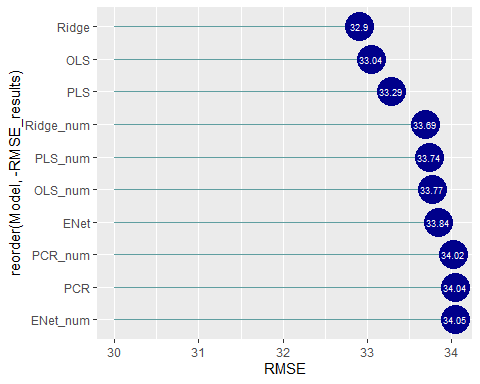 reorder(Model, -RMSE_results)
Ridge 32.9
OLS 33.04
PLS 33.29
Ridge_num 33.69
PLS_num 33.74
OLS_num 33.77
ENet 33.84
PCR_num 34.02
PCR 34.04
ENet_num 34.05
30 31 32 33 34
RMSE